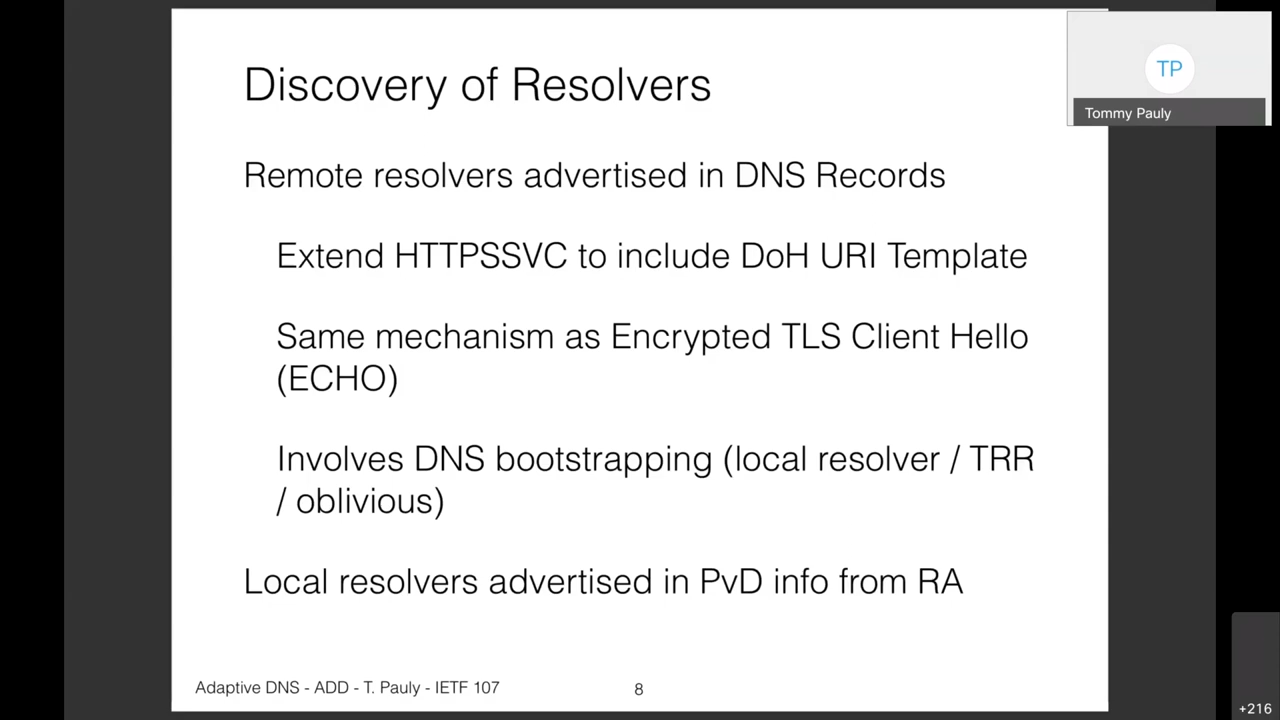 Discovery of Resolvers
Remote resolvers advertised in DNS Records
Extend HTTPSSVC to include DoH URI Template
Same mechanism as Encrypted TLS Client Hello
(ECHO)
Involves DNS bootstrapping (local resolver / TRR
/ oblivious)
Local resolvers advertised in PvD info from RA
Adaptive DNS - ADD - T. Pauly - IETF 107
8
TP
Tommy Pauly
+216